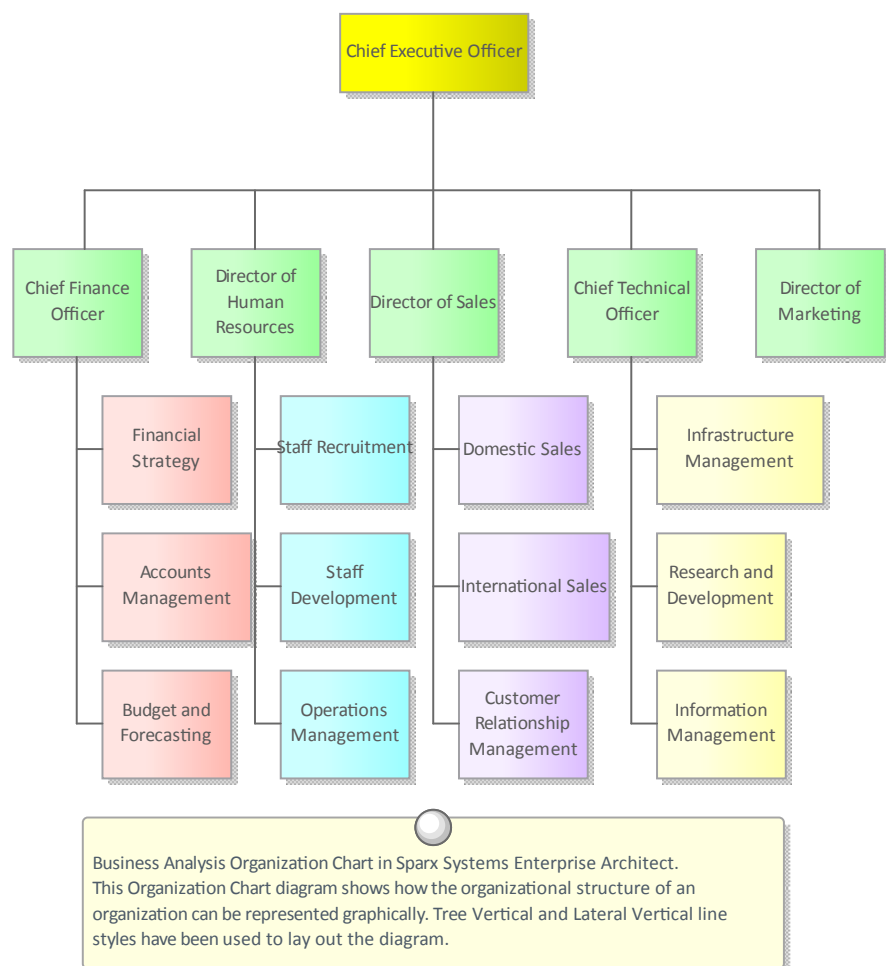 Chief Executive Officer
Chief Finance
Officer
Director of
Human
Resources
Director of Sales
Chief Technical
Officer
Director of
Marketing
Financial
Strategy
Staff Recruitment
Domestic Sales
Infrastructure
Management
Accounts
Management
Staff
Development
International Sales
Research and
Development
Budget and
Forecasting
Operations
Management
Customer
Relationship
Management
Information
Management
Business Analysis Organization Chart in Sparx Systems Enterprise Architect.
This Organization Chart diagram shows how the organizational structure of an
organization can be represented graphically. Tree Vertical and Lateral Vertical line
styles have been used to lay out the diagram.